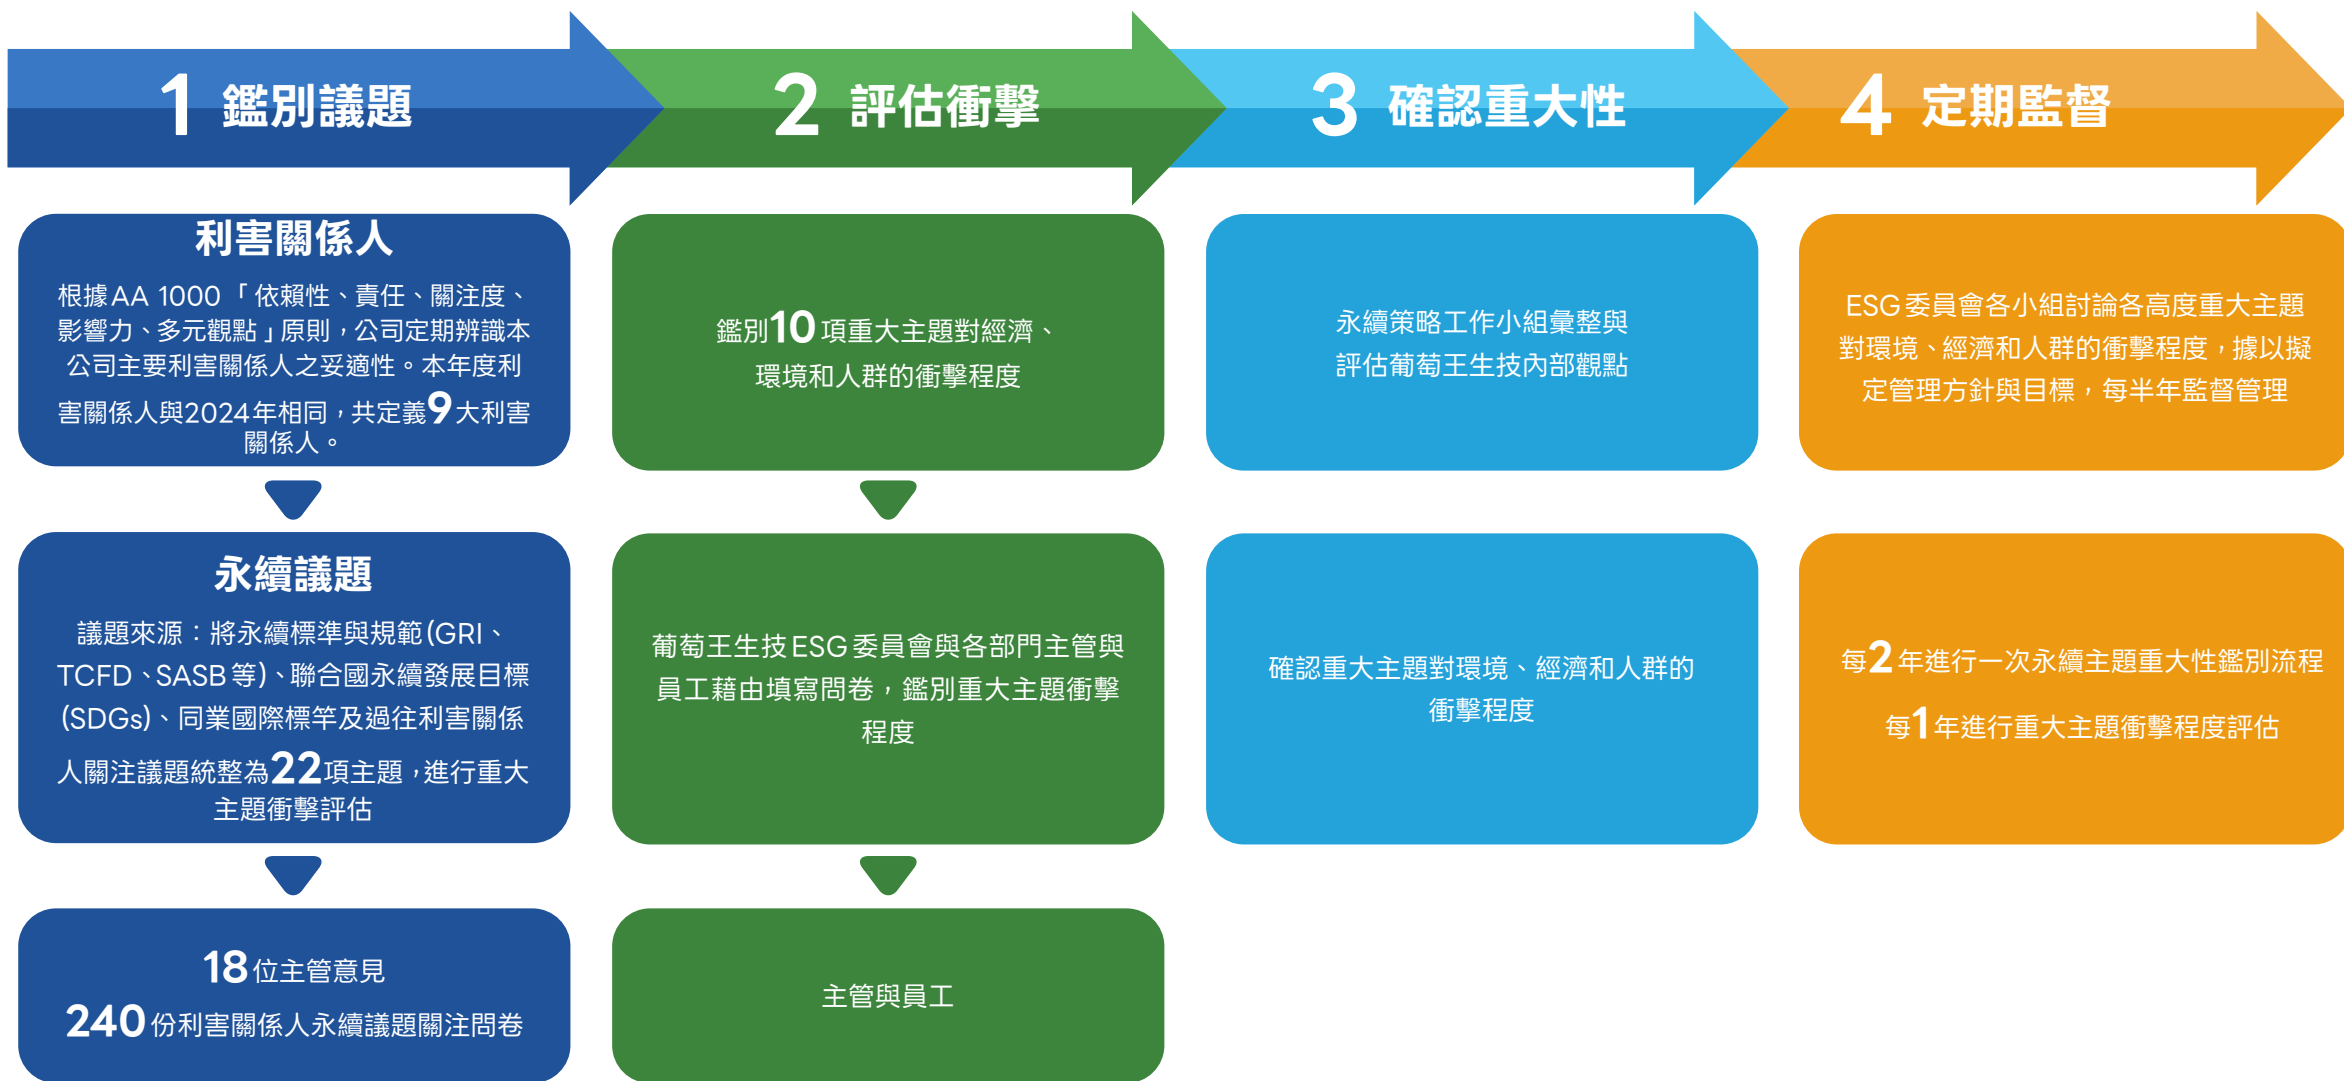 1 鑑別議題
2 評估衝擊
3 確認重大性
4 定期監督
利害關係人
根據AA 1000「依賴性、責任、關注度、
影響力、多元觀點」原則，公司定期辨識本
公司主要利害關係人之妥適性。本年度利
害關係人與2024年相同，共定義9大利害
關係人。
永續議題
議題來源：將永續標準與規範(GRI、
TCFD、SASB等)、聯合國永續發展目標
(SDGs)、同業國際標竿及過往利害關係
人關注議題統整為22項主題，進行重大
主題衝擊評估
18位主管意見
240份利害關係人永續議題關注問卷
鑑別10項重大主題對經濟、
環境和人群的衝擊程度
葡萄王生技ESG委員會與各部門主管與
員工藉由填寫問卷，鑑別重大主題衝擊
程度
主管與員工
永續策略工作小組彙整與
評估葡萄王生技內部觀點
確認重大主題對環境、經濟和人群的
衝擊程度
ESG委員會各小組討論各高度重大主題
對環境、經濟和人群的衝擊程度，據以擬
定管理方針與目標，每半年監督管理
每2年進行一次永續主題重大性鑑別流程
每1年進行重大主題衝擊程度評估